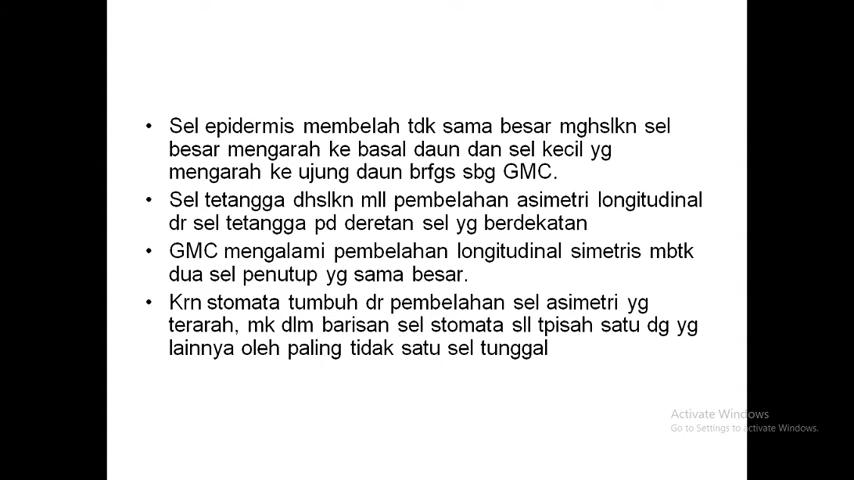 • Sel epidermis membelah tdk sama besar mghslkn sel
besar mengarah ke basal daun dan sel kecil yg
mengarah ke ujung daun brfgs sbg GMC.
• Sel tetangga dhslkn mll pembelahan asimetri longitudinal
dr sel tetangga pd deretan sel yg berdekatan
• GMC mengalami pembelahan longitudinal simetris mbtk
dua sel penutup yg sama besar.
• Krn stomata tumbuh dr pembelahan sel asimetri yg
terarah, mk dlm barisan sel stomata sll tpisah satu dg yg
lainnya oleh paling tidak satu sel tunggal
Activate Windows
Go to Settings to activate Windows.